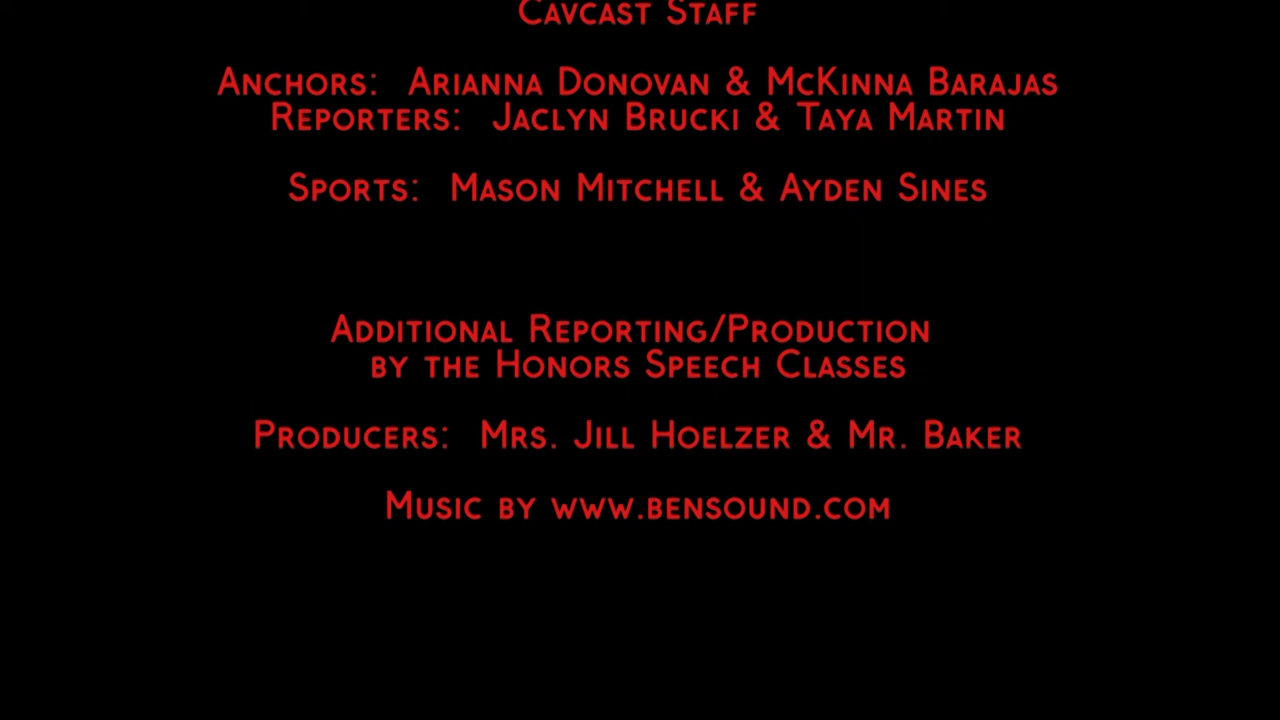 Cavcast Staff
Anchors: Arianna Donovan & McKinna Barajas
Reporters: Jaclyn Brucki & Taya Martin
Sports: Mason Mitchell & Ayden Sines
Additional Reporting/Production
by the Honors Speech Classes
Producers: Mrs. Jill Hoelzer & Mr. Baker
Music by www.bensound.com